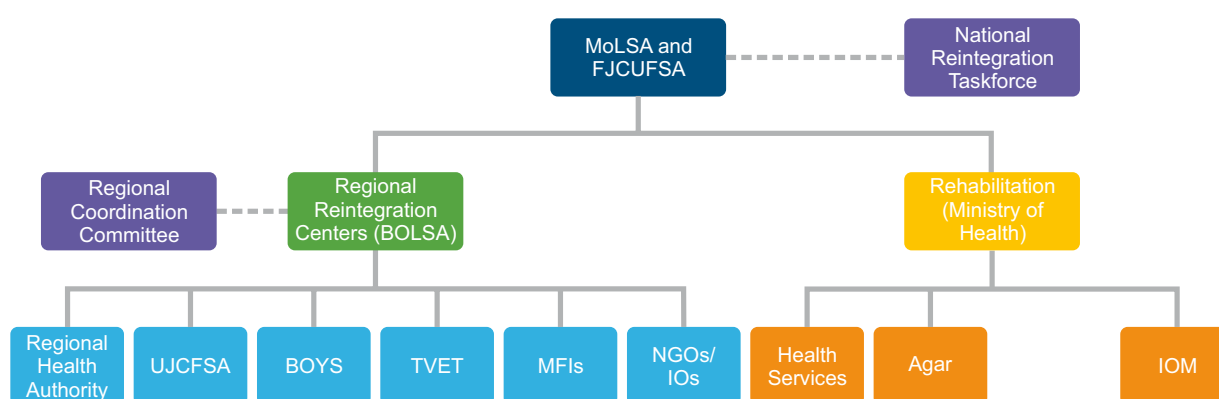 MoLSA and
FJCUFSA
National
Reintegration
Taskforce
Regional
Coordination
Committee
Regional
Reintegration
Centers (BOLSA)
Rehabilitation
(Ministry of
Health)
Regional
Health
Authority
UJCFSA
BOYS
TVET
MFIs
NGOs/
IOs
Health
Services
Agar
IOM